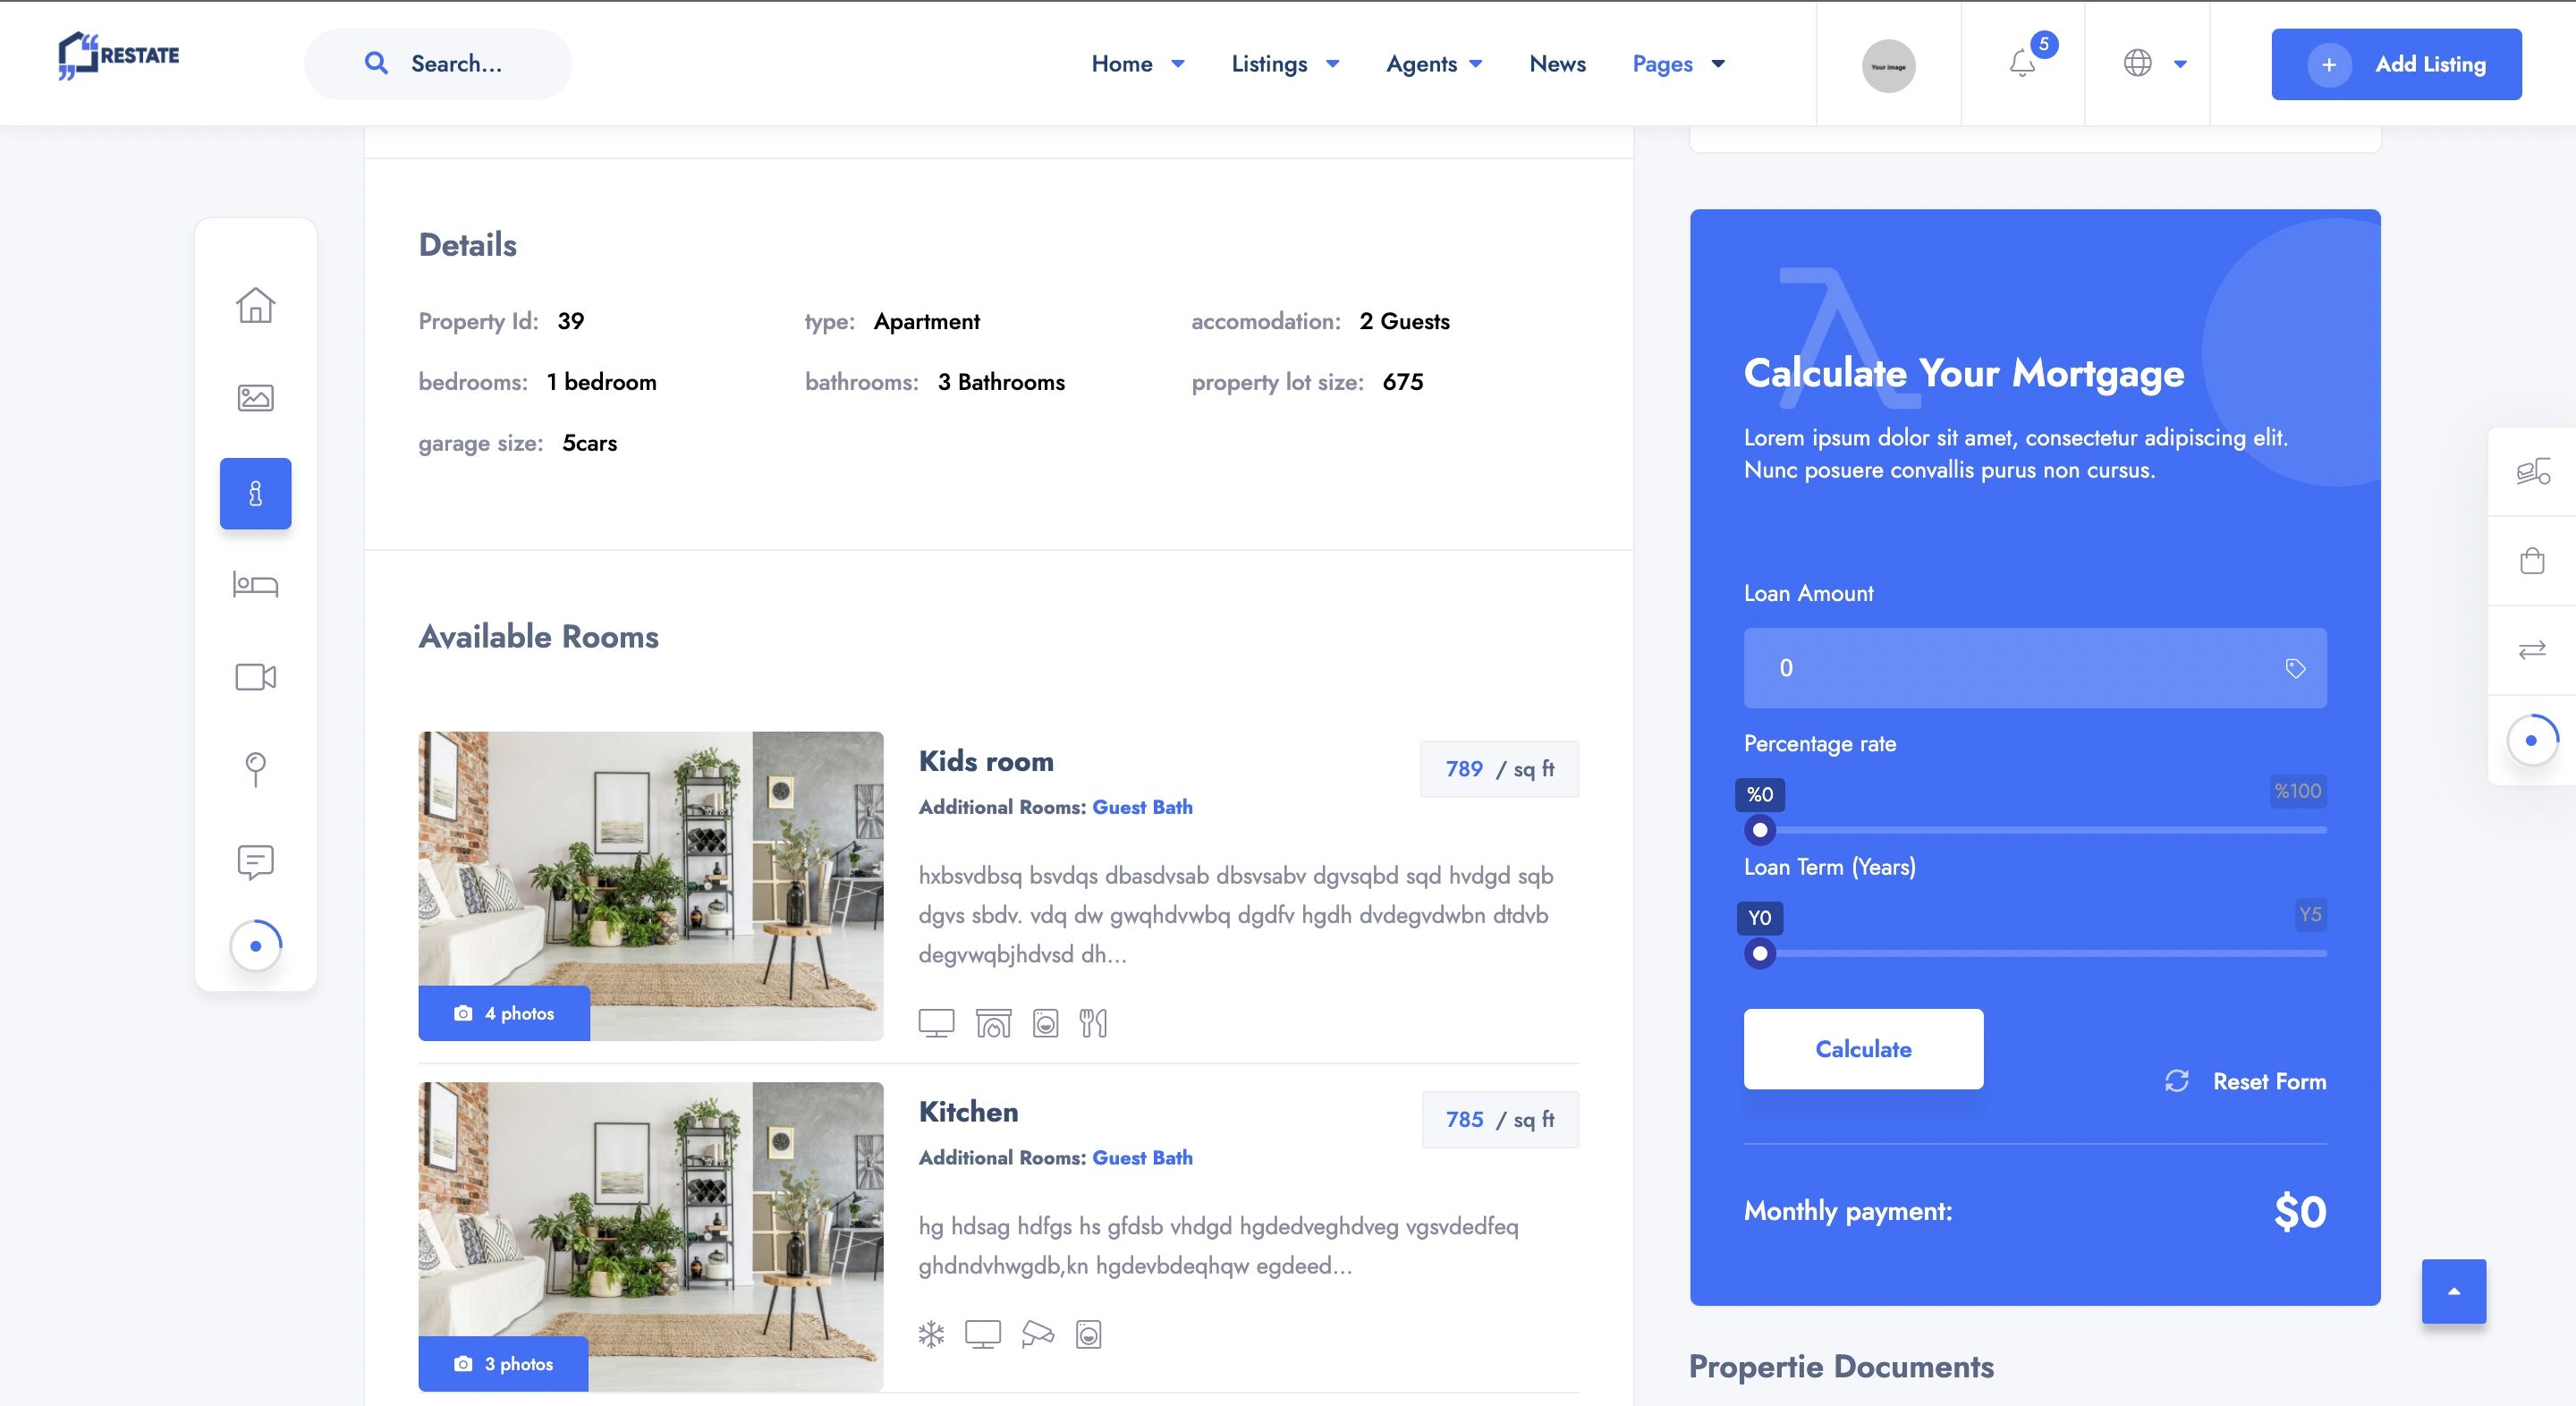 RESTATE
Search...
Home
Listings
Agents
News
Pages
Your image
5
+ Add Listing
Details
Property Id: 39
type: Apartment
accomodation: 2 Guests
bedrooms: 1 bedroom
bathrooms: 3 Bathrooms
property lot size: 675
garage size: 5cars
Available Rooms
4 photos
Kids room
789 / sq ft
Additional Rooms: Guest Bath
hxbsvdbsq bsvdqs dbasdvsab dbsvsabv dgvsqbd sqd hvdgd sqb
dgvs sbdv. vdq dw gwqhdvwbq dgdfv hgdh dvdegvdwbn dtdvb
degvwqbjhdvsd dh...
3 photos
Kitchen
785 / sq ft
Additional Rooms: Guest Bath
hg hdsag hdfgs hs gfdsb vhdgd hgdedveghdveg vgsvdedfeq
ghdndvhwgdb,kn hgdevbdeqhqw egdeed...
Calculate Your Mortgage
Lorem ipsum dolor sit amet, consectetur adipiscing elit.
Nunc posuere convallis purus non cursus.
Loan Amount
0
Percentage rate
%0
%100
Loan Term (Years)
Y0
Y5
Calculate
Reset Form
Monthly payment:
$0
Propertie Documents